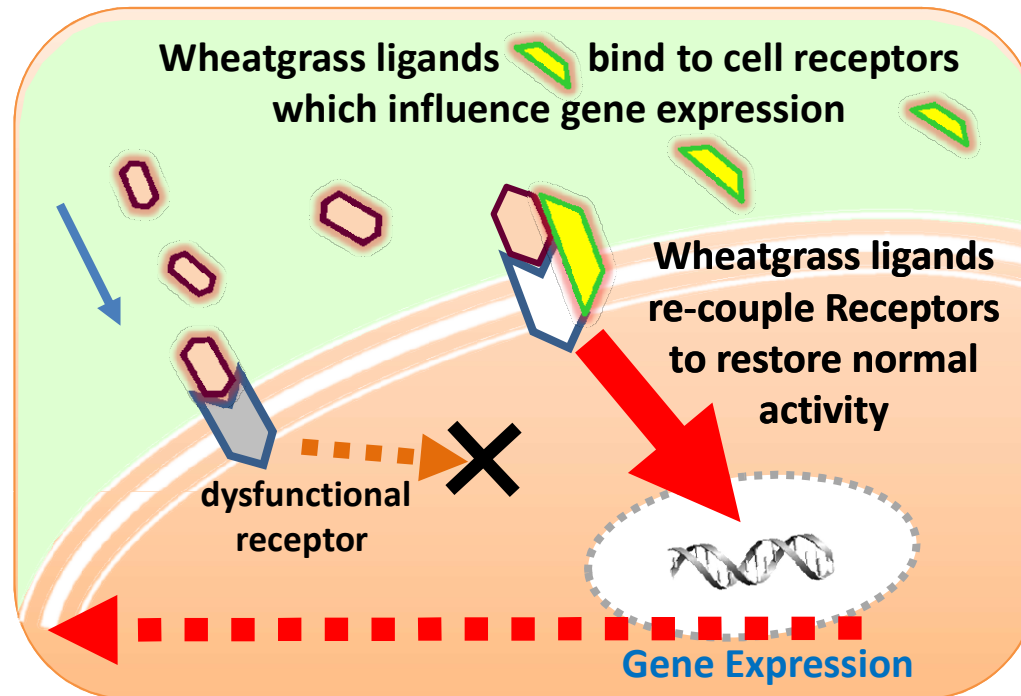 Wheatgrass ligands bind to cell receptors
which influence gene expression
Wheatgrass ligands
re-couple Receptors
to restore normal
activity
dysfunctional
receptor
Gene Expression